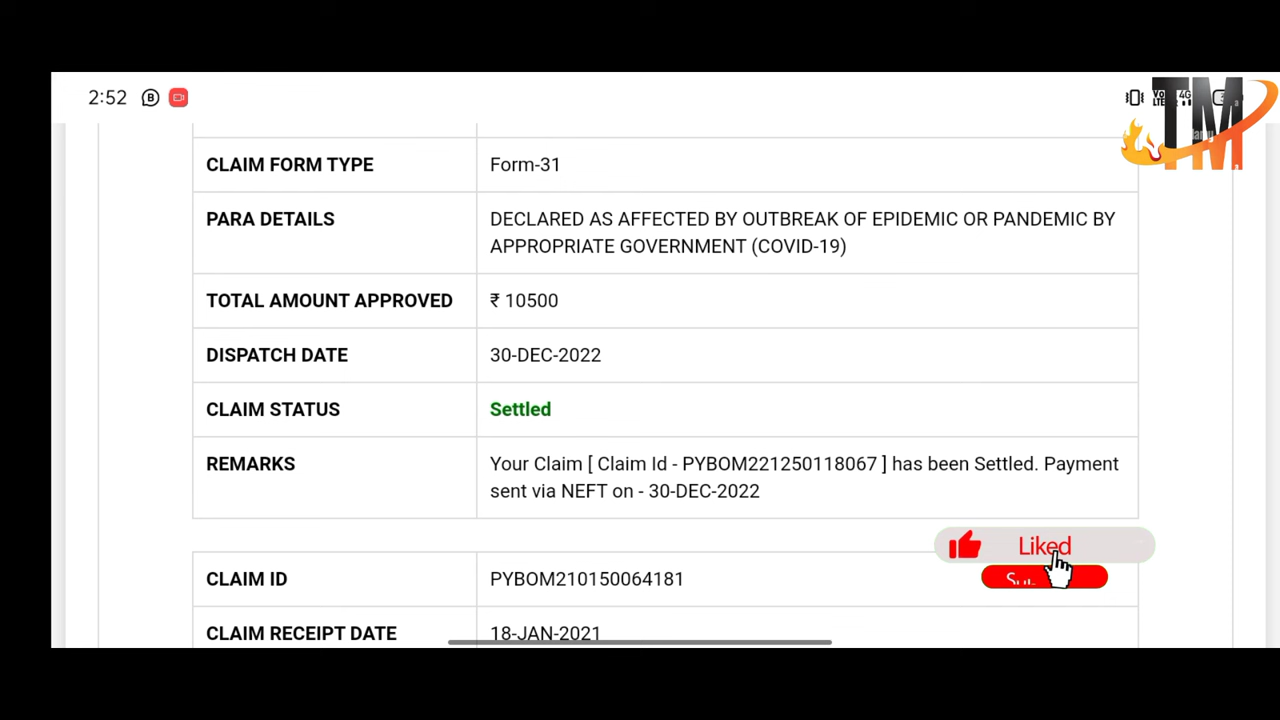 2:52
4G
TM
CLAIM FORM TYPE Form-31
PARA DETAILS DECLARED AS AFFECTED BY OUTBREAK OF EPIDEMIC OR PANDEMIC BY
APPROPRIATE GOVERNMENT (COVID-19)
TOTAL AMOUNT APPROVED ₹ 10500
DISPATCH DATE 30-DEC-2022
CLAIM STATUS Settled
REMARKS Your Claim [ Claim Id - PYBOM221250118067 ] has been Settled. Payment
sent via NEFT on - 30-DEC-2022
Liked
CLAIM ID PYBOM210150064181
CLAIM RECEIPT DATE 18-JAN-2021